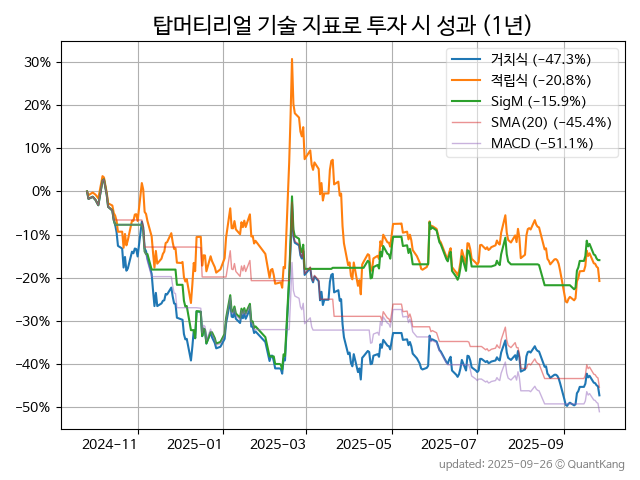 탑머티리얼 기술 지표로 투자 시 성과 (1년)
거치식 (−47.3%)
적립식 (−20.8%)
SigM (−15.9%)
SMA(20) (−45.4%)
MACD (−51.1%)
30%
20%
10%
0%
−10%
−20%
−30%
−40%
−50%
2024−11
2025−01
2025−03
2025−05
2025−07
2025−09
updated: 2025−09−26 © QuantKang